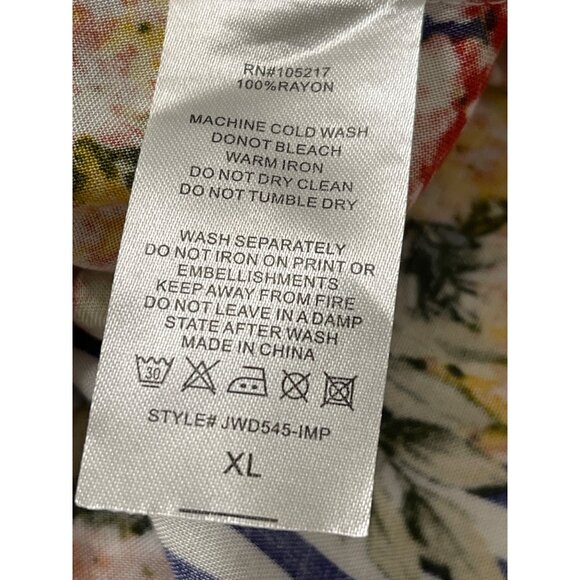 RN#105217
100%RAYON
MACHINE COLD WASH
DONOT BLEACH
WARM IRON
DO NOT DRY CLEAN
DO NOT TUMBLE DRY
WASH SEPARATELY
DO NOT IRON ON PRINT OR
EMBELLISHMENTS
KEEP AWAY FROM FIRE
DO NOT LEAVE IN A DAMP
STATE AFTER WASH
MADE IN CHINA
30
STYLE# JWD545-IMP
XL